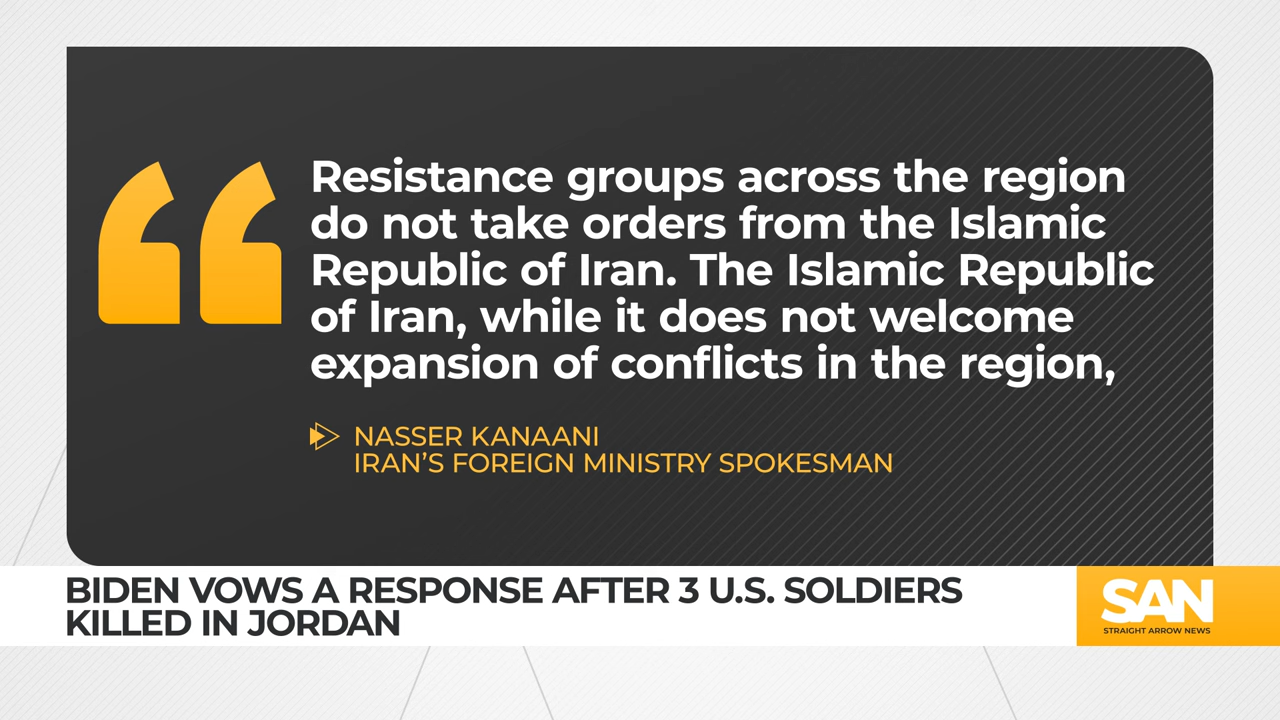 Resistance groups across the region
do not take orders from the Islamic
Republic of Iran. The Islamic Republic
of Iran, while it does not welcome
expansion of conflicts in the region,
NASSER KANAANI
IRAN'S FOREIGN MINISTRY SPOKESMAN
BIDEN VOWS A RESPONSE AFTER 3 U.S. SOLDIERS
KILLED IN JORDAN
SAN
STRAIGHT ARROW NEWS